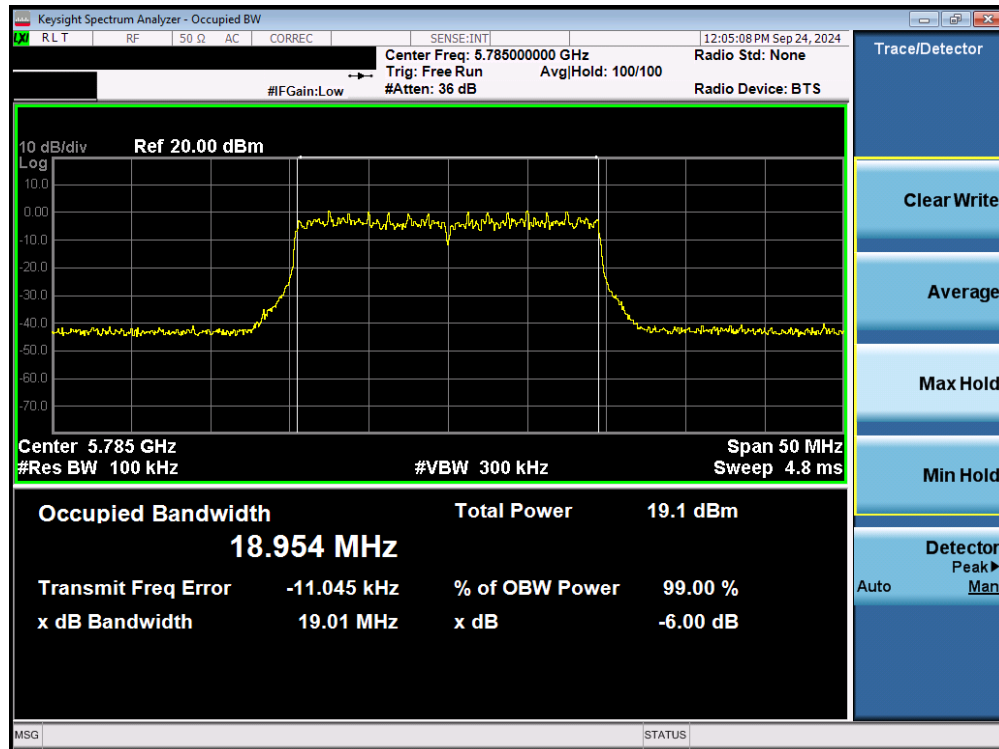 Keysight Spectrum Analyzer - Occupied BW
LXI RLT RF 50 Ω AC CORREC SENSE:INT 12:05:08 PM Sep 24, 2024
Center Freq: 5.785000000 GHz Radio Std: None
Trig: Free Run Avg|Hold: 100/100
#IFGain:Low #Atten: 36 dB Radio Device: BTS
10 dB/div Ref 20.00 dBm
Log
10.0
0.00
-10.0
-20.0
-30.0
-40.0
-50.0
-60.0
-70.0
Center 5.785 GHz Span 50 MHz
#Res BW 100 kHz #VBW 300 kHz Sweep 4.8 ms
Occupied Bandwidth Total Power 19.1 dBm
18.954 MHz
Transmit Freq Error -11.045 kHz % of OBW Power 99.00 %
x dB Bandwidth 19.01 MHz x dB -6.00 dB
Trace/Detector
Clear Write
Average
Max Hold
Min Hold
Detector
Peak▶
Auto Man
MSG STATUS